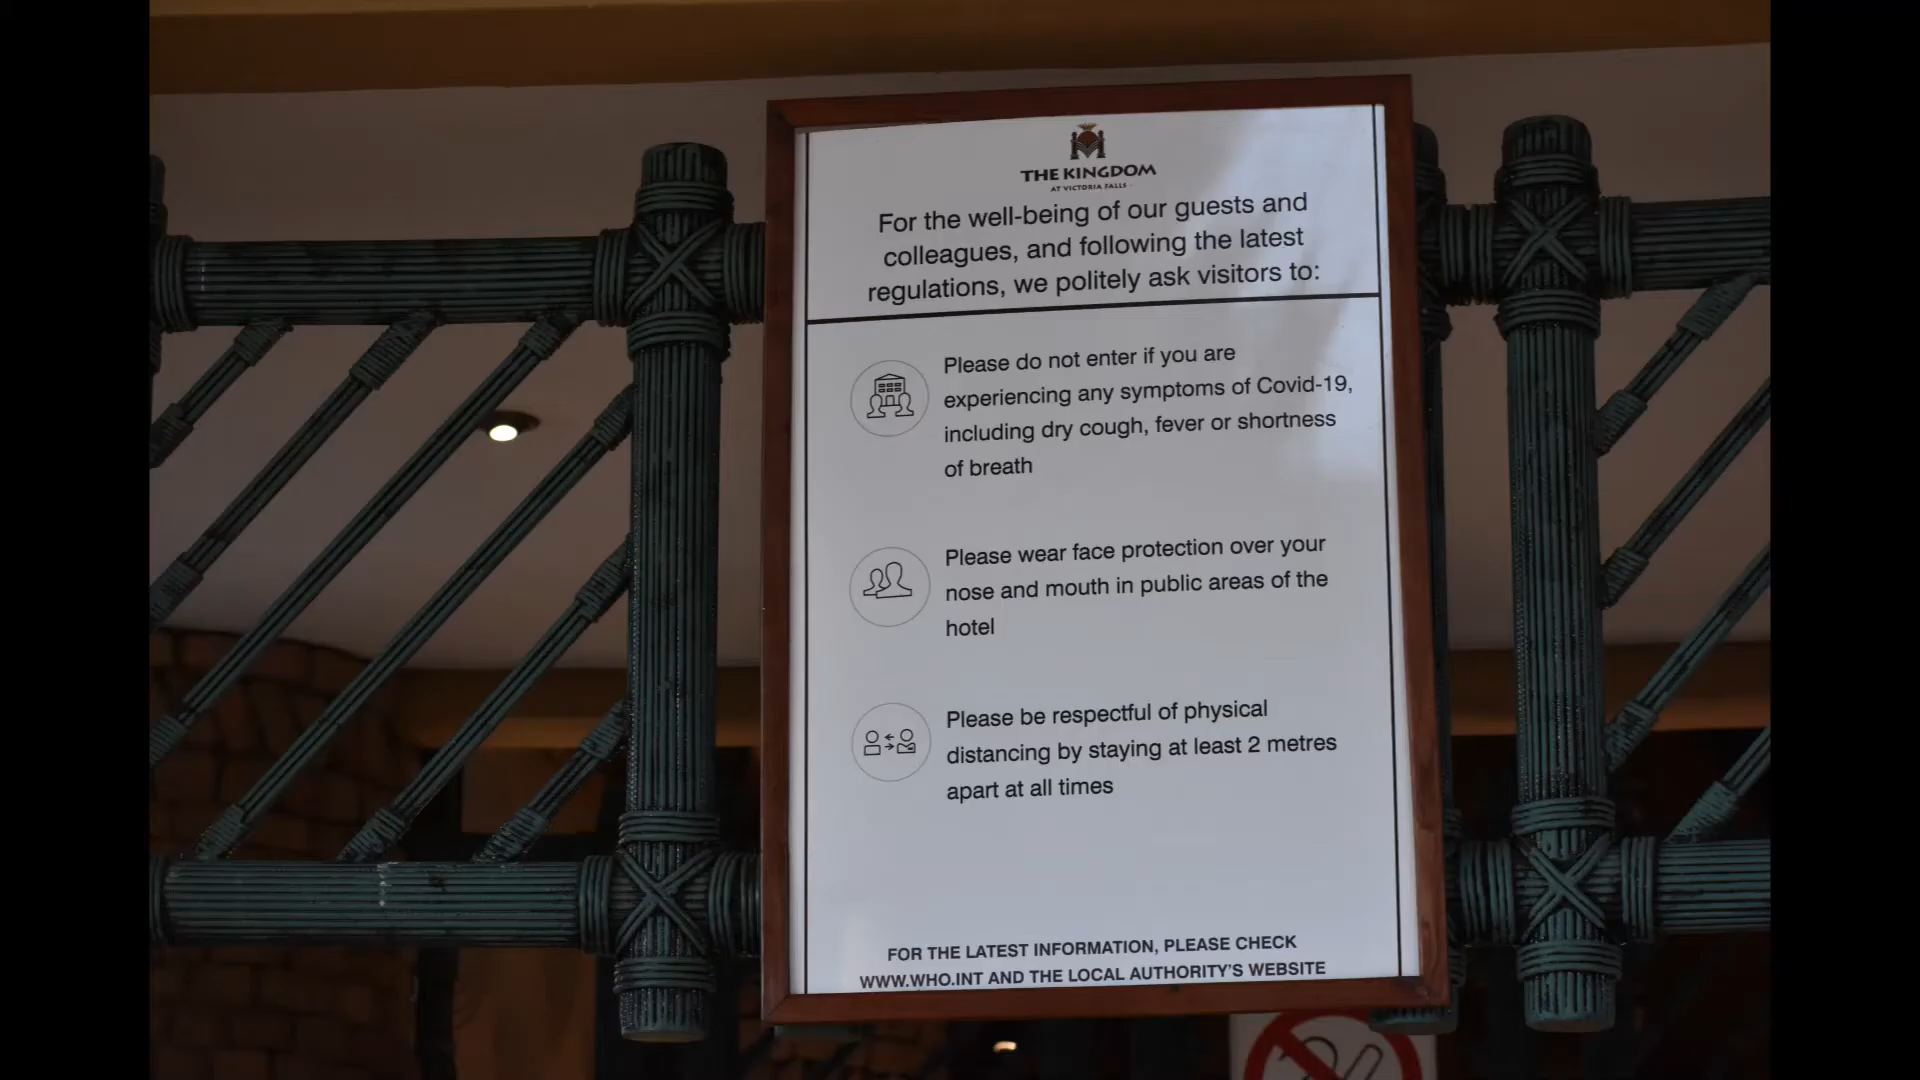 THE KINGDOM
AT VICTORIA FALLS
For the well-being of our guests and
colleagues, and following the latest
regulations, we politely ask visitors to:
Please do not enter if you are
experiencing any symptoms of Covid-19,
including dry cough, fever or shortness
of breath
Please wear face protection over your
nose and mouth in public areas of the
hotel
Please be respectful of physical
distancing by staying at least 2 metres
apart at all times
FOR THE LATEST INFORMATION, PLEASE CHECK
WWW.WHO.INT AND THE LOCAL AUTHORITY'S WEBSITE